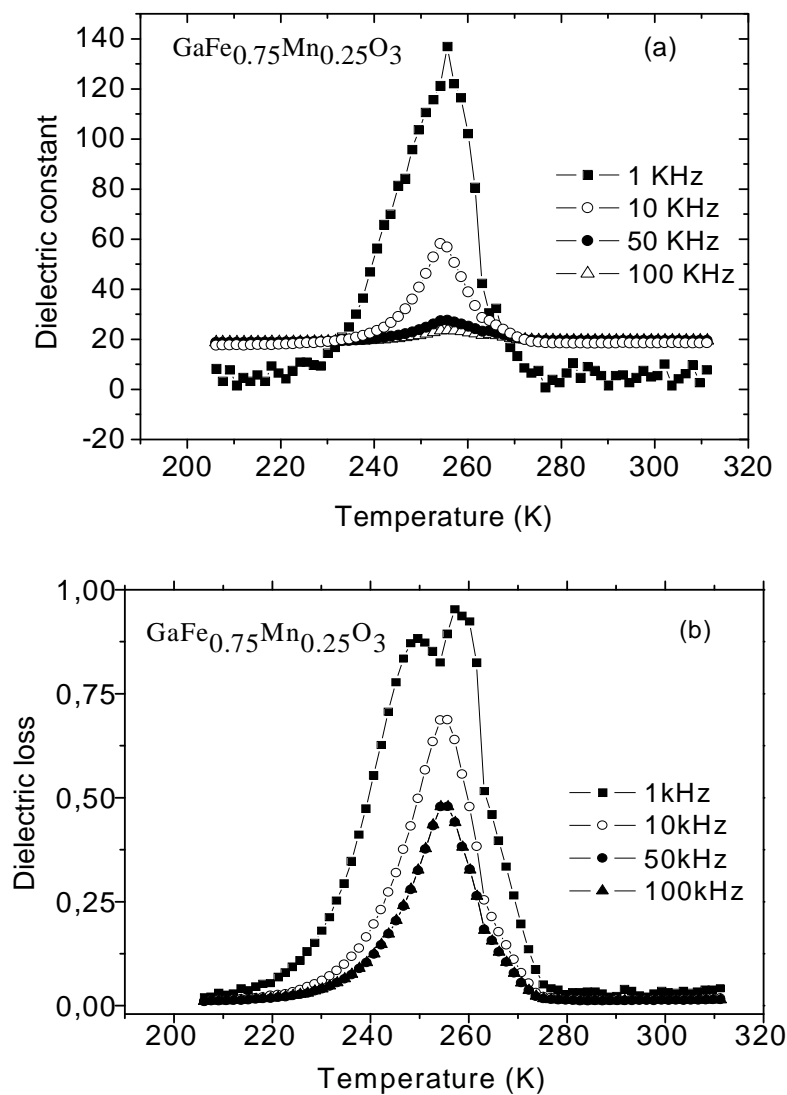 GaFe0.75Mn0.25O3
(a)
140
120
100
80
60
40
20
0
-20
Dielectric constant
1 KHz
10 KHz
50 KHz
100 KHz
200 220 240 260 280 300 320
Temperature (K)
GaFe0.75Mn0.25O3
(b)
1,00
0,75
0,50
0,25
0,00
Dielectric loss
1kHz
10kHz
50kHz
100kHz
200 220 240 260 280 300 320
Temperature (K)